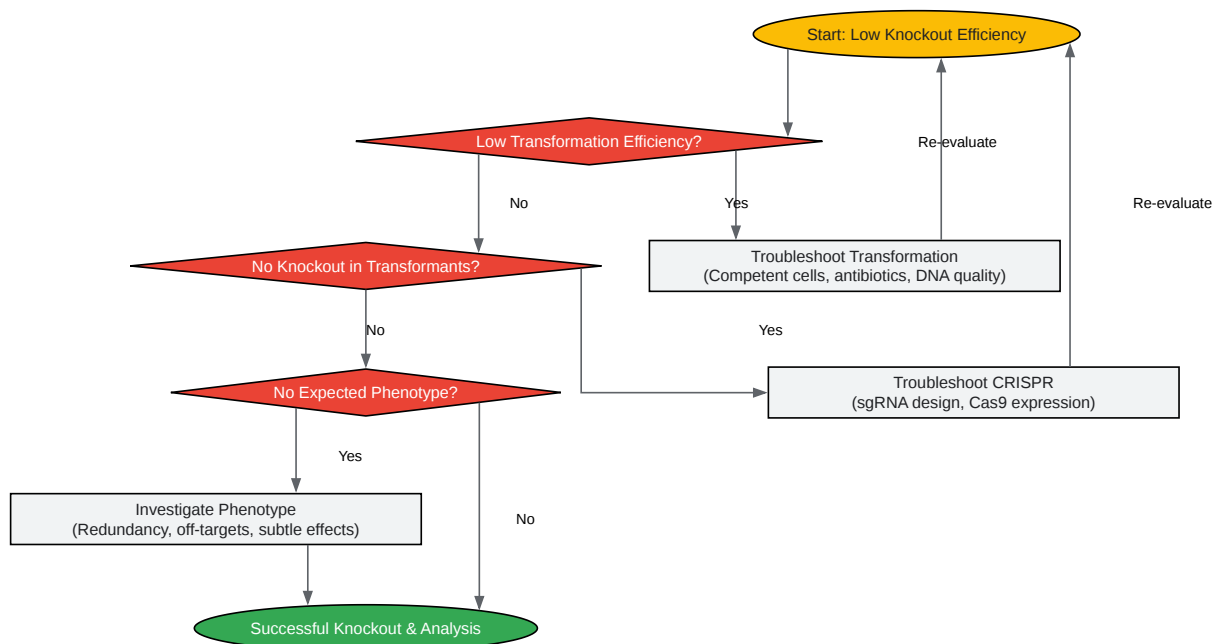 Start: Low Knockout Efficiency
Low Transformation Efficiency?
Re-evaluate
No
Yes
Re-evaluate
Troubleshoot Transformation
(Competent cells, antibiotics, DNA quality)
No Knockout in Transformants?
No
Yes
Troubleshoot CRISPR
(sgRNA design, Cas9 expression)
No Expected Phenotype?
Yes
Investigate Phenotype
(Redundancy, off-targets, subtle effects)
No
Successful Knockout & Analysis